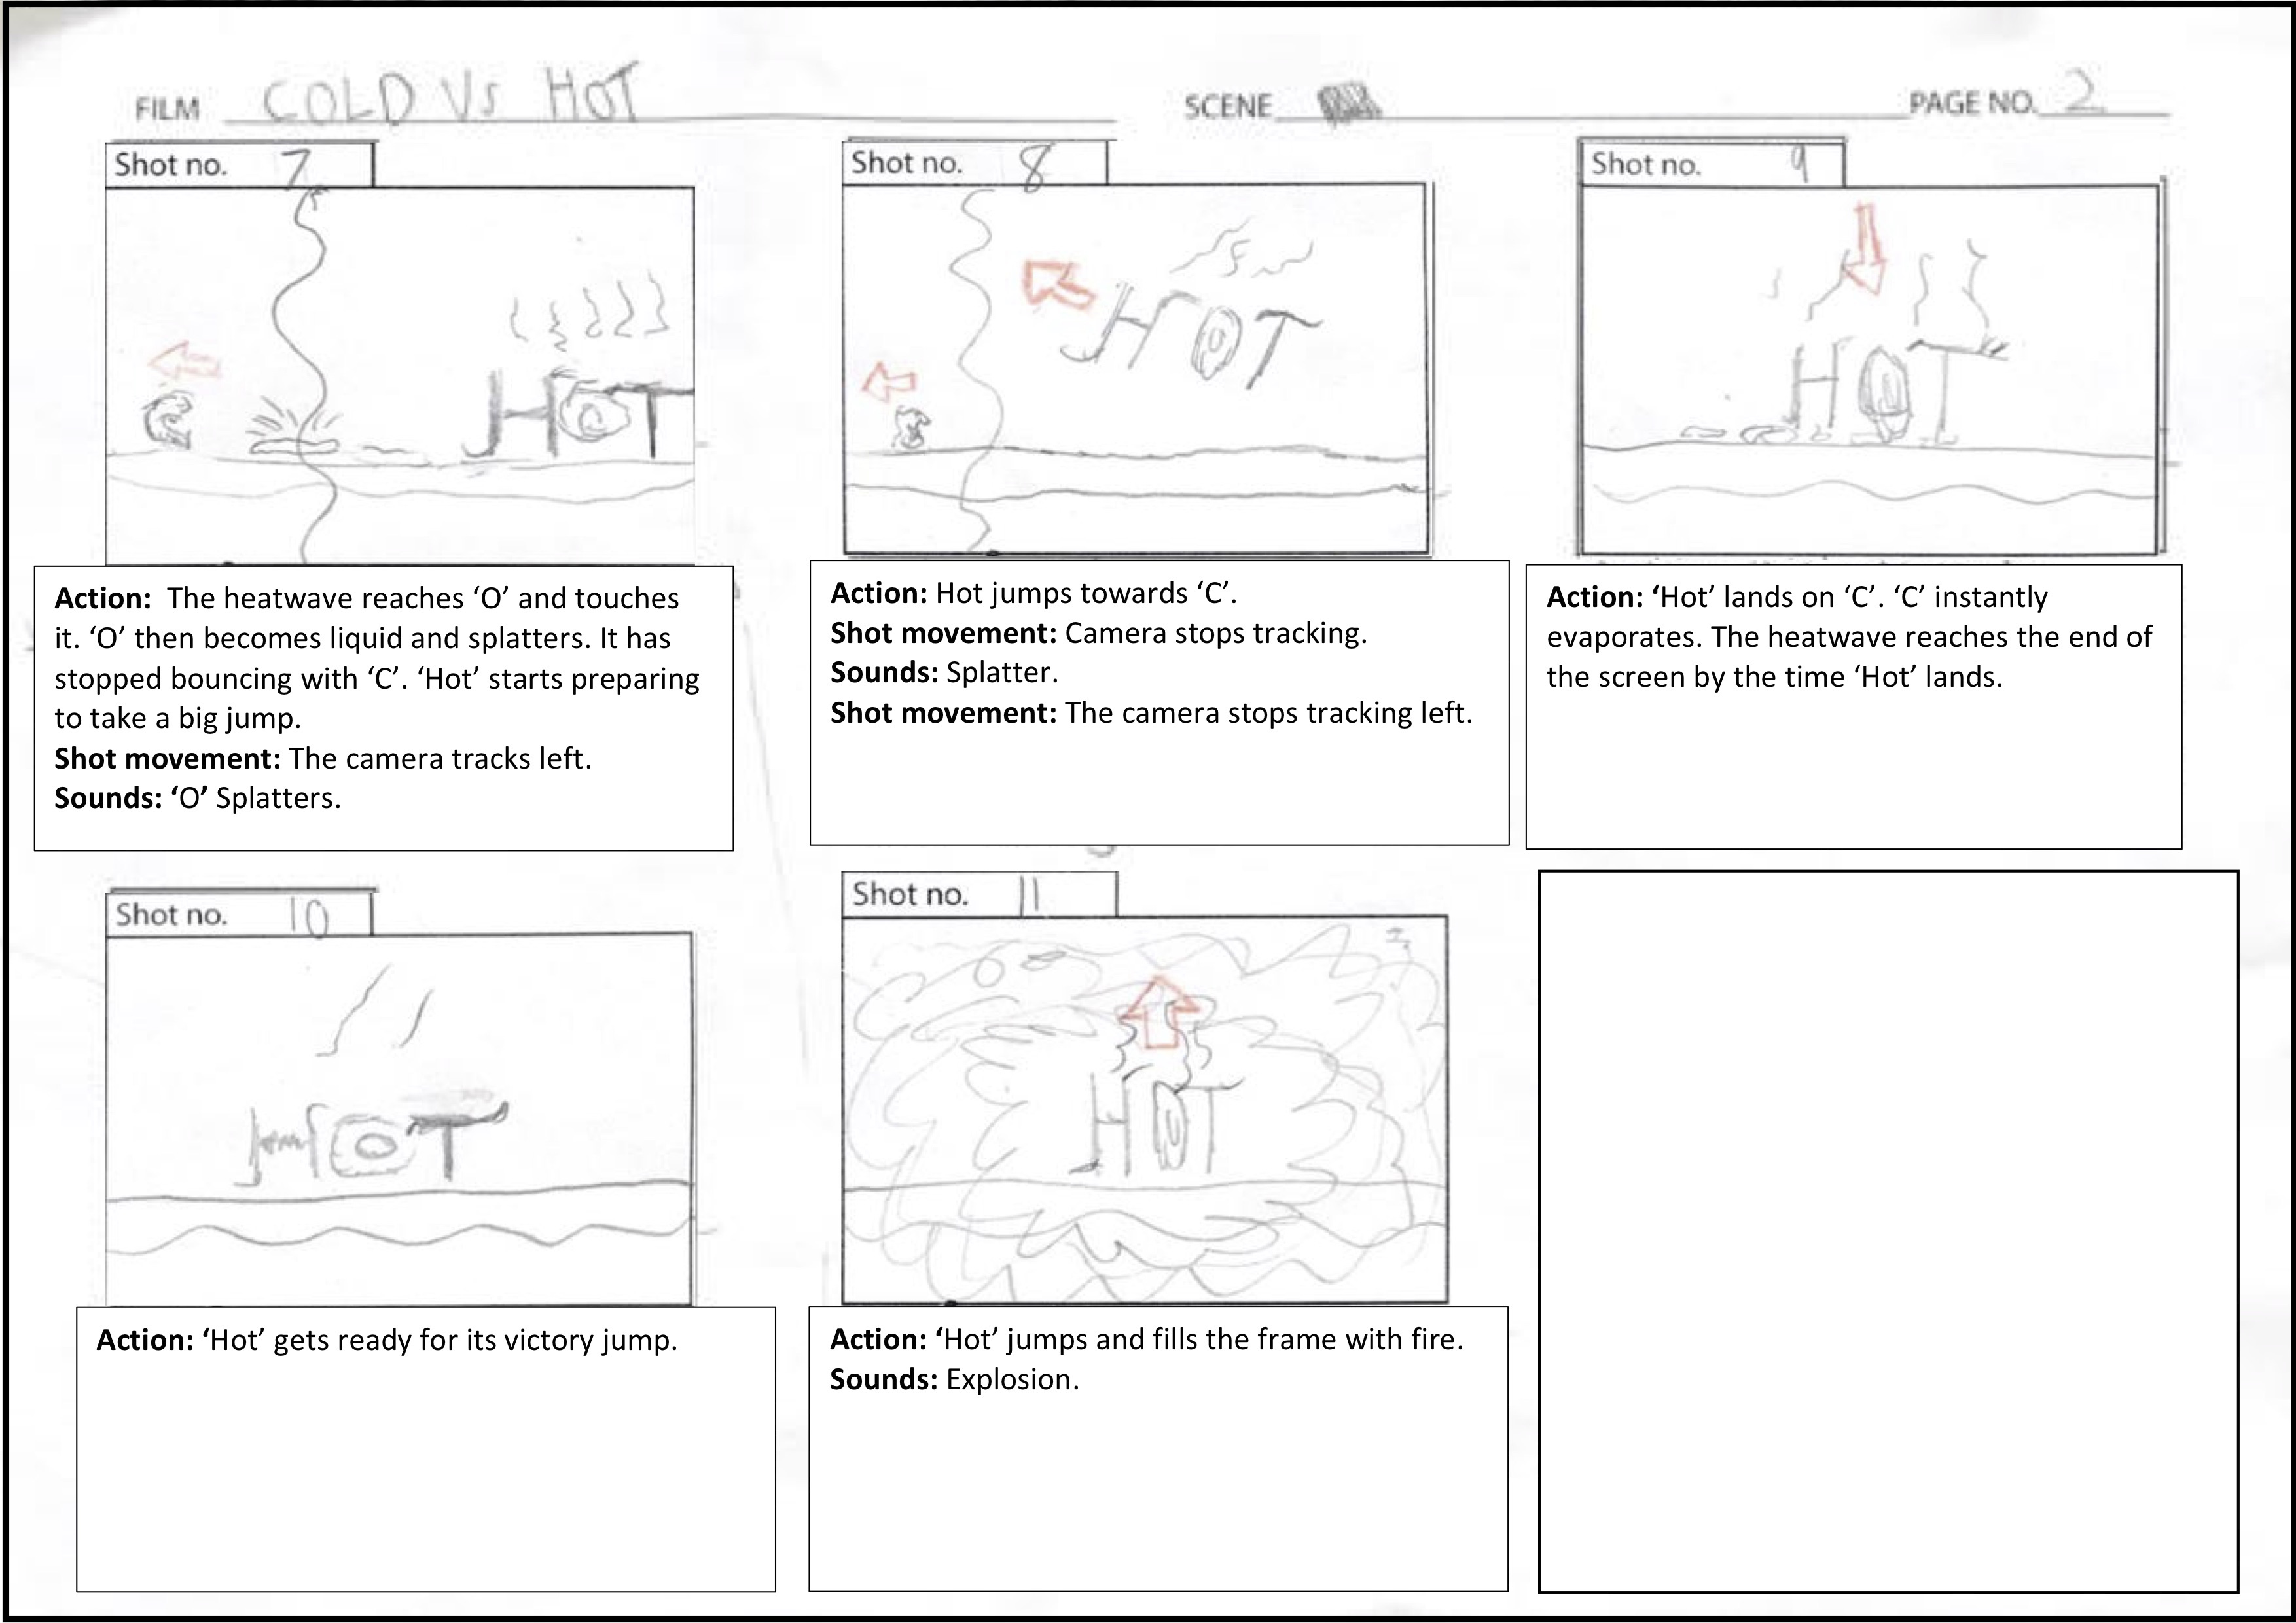 FILM COLD Vs HOT SCENE PAGE NO. 2
Shot no. 7
HOT
C
Action: The heatwave reaches ‘O’ and touches
it. ‘O’ then becomes liquid and splatters. It has
stopped bouncing with ‘C’. ‘Hot’ starts preparing
to take a big jump.
Shot movement: The camera tracks left.
Sounds: ‘O’ Splatters.
Shot no. 8
HOT
C
Action: Hot jumps towards ‘C’.
Shot movement: Camera stops tracking.
Sounds: Splatter.
Shot movement: The camera stops tracking left.
Shot no. 9
HOT
Action: ‘Hot’ lands on ‘C’. ‘C’ instantly
evaporates. The heatwave reaches the end of
the screen by the time ‘Hot’ lands.
Shot no. 10
HOT
Action: ‘Hot’ gets ready for its victory jump.
Shot no. 11
HOT
Action: ‘Hot’ jumps and fills the frame with fire.
Sounds: Explosion.